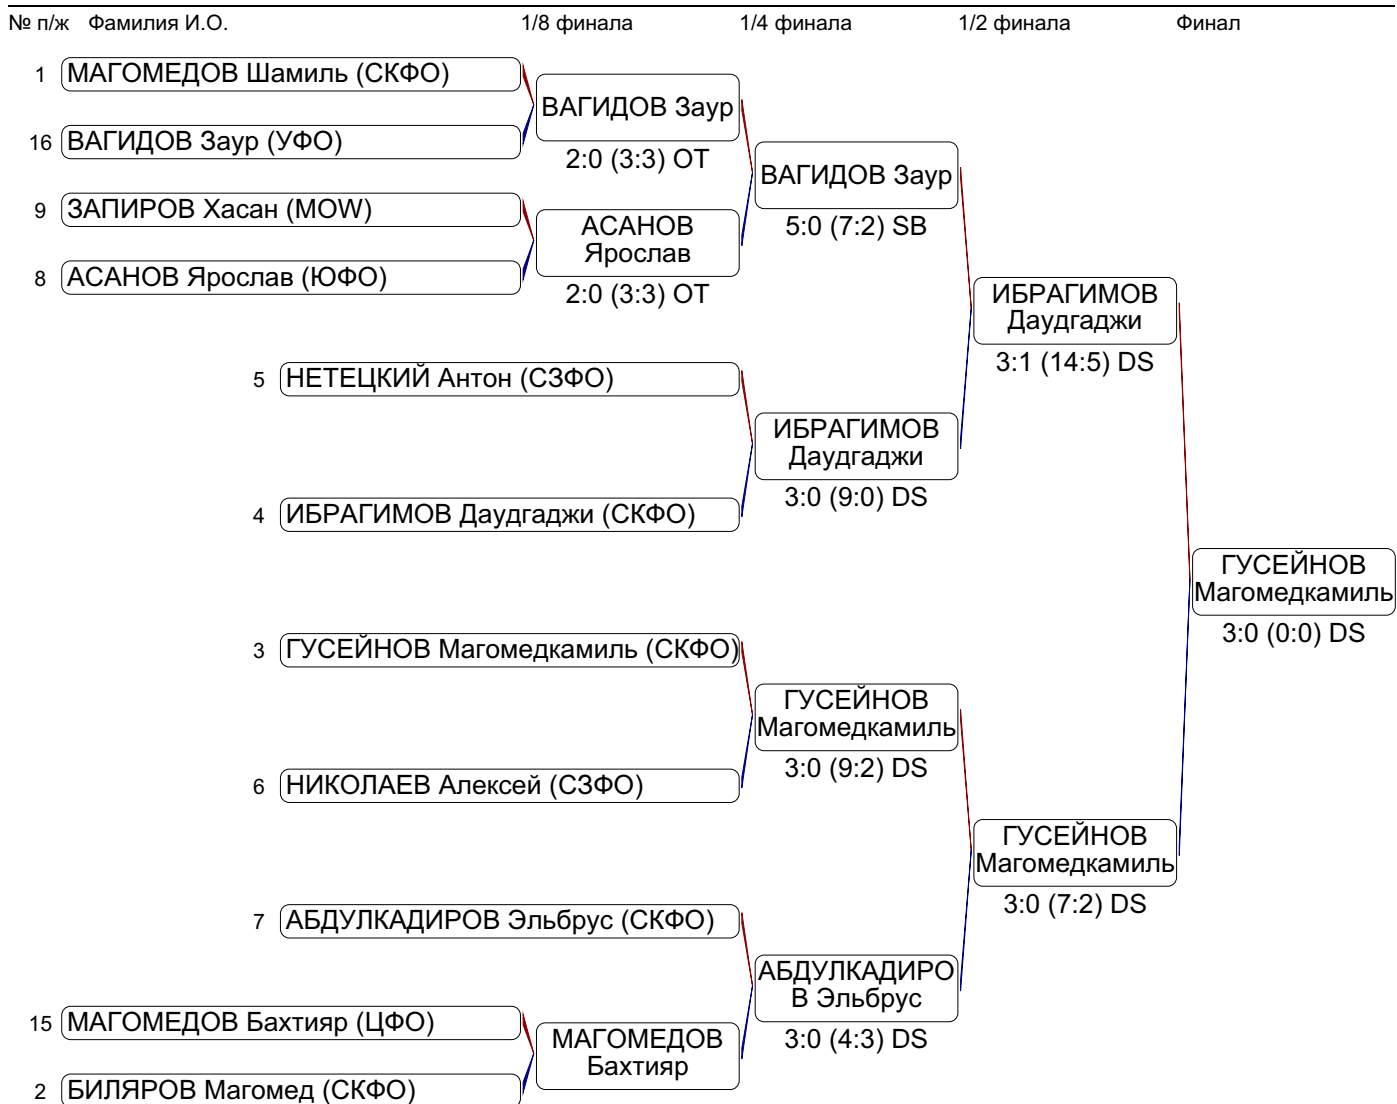 № п/ж Фамилия И.О. 1/8 финала 1/4 финала 1/2 финала Финал
1 МАГОМЕДОВ Шамиль (СКФО)
ВАГИДОВ Заур
16 ВАГИДОВ Заур (УФО)
2:0 (3:3) OT
ВАГИДОВ Заур
9 ЗАПИРОВ Хасан (MOW)
АСАНОВ
Ярослав
5:0 (7:2) SB
8 АСАНОВ Ярослав (ЮФО)
2:0 (3:3) OT
ИБРАГИМОВ
Даудгаджи
3:1 (14:5) DS
5 НЕТЕЦКИЙ Антон (СЗФО)
ИБРАГИМОВ
Даудгаджи
3:0 (9:0) DS
4 ИБРАГИМОВ Даудгаджи (СКФО)
ГУСЕЙНОВ
Магомедкамиль
3:0 (0:0) DS
3 ГУСЕЙНОВ Магомедкамиль (СКФО)
ГУСЕЙНОВ
Магомедкамиль
3:0 (9:2) DS
6 НИКОЛАЕВ Алексей (СЗФО)
ГУСЕЙНОВ
Магомедкамиль
3:0 (7:2) DS
7 АБДУЛКАДИРОВ Эльбрус (СКФО)
АБДУЛКАДИРО
В Эльбрус
3:0 (4:3) DS
15 МАГОМЕДОВ Бахтияр (ЦФО)
МАГОМЕДОВ
Бахтияр
2 БИЛЯРОВ Магомед (СКФО)